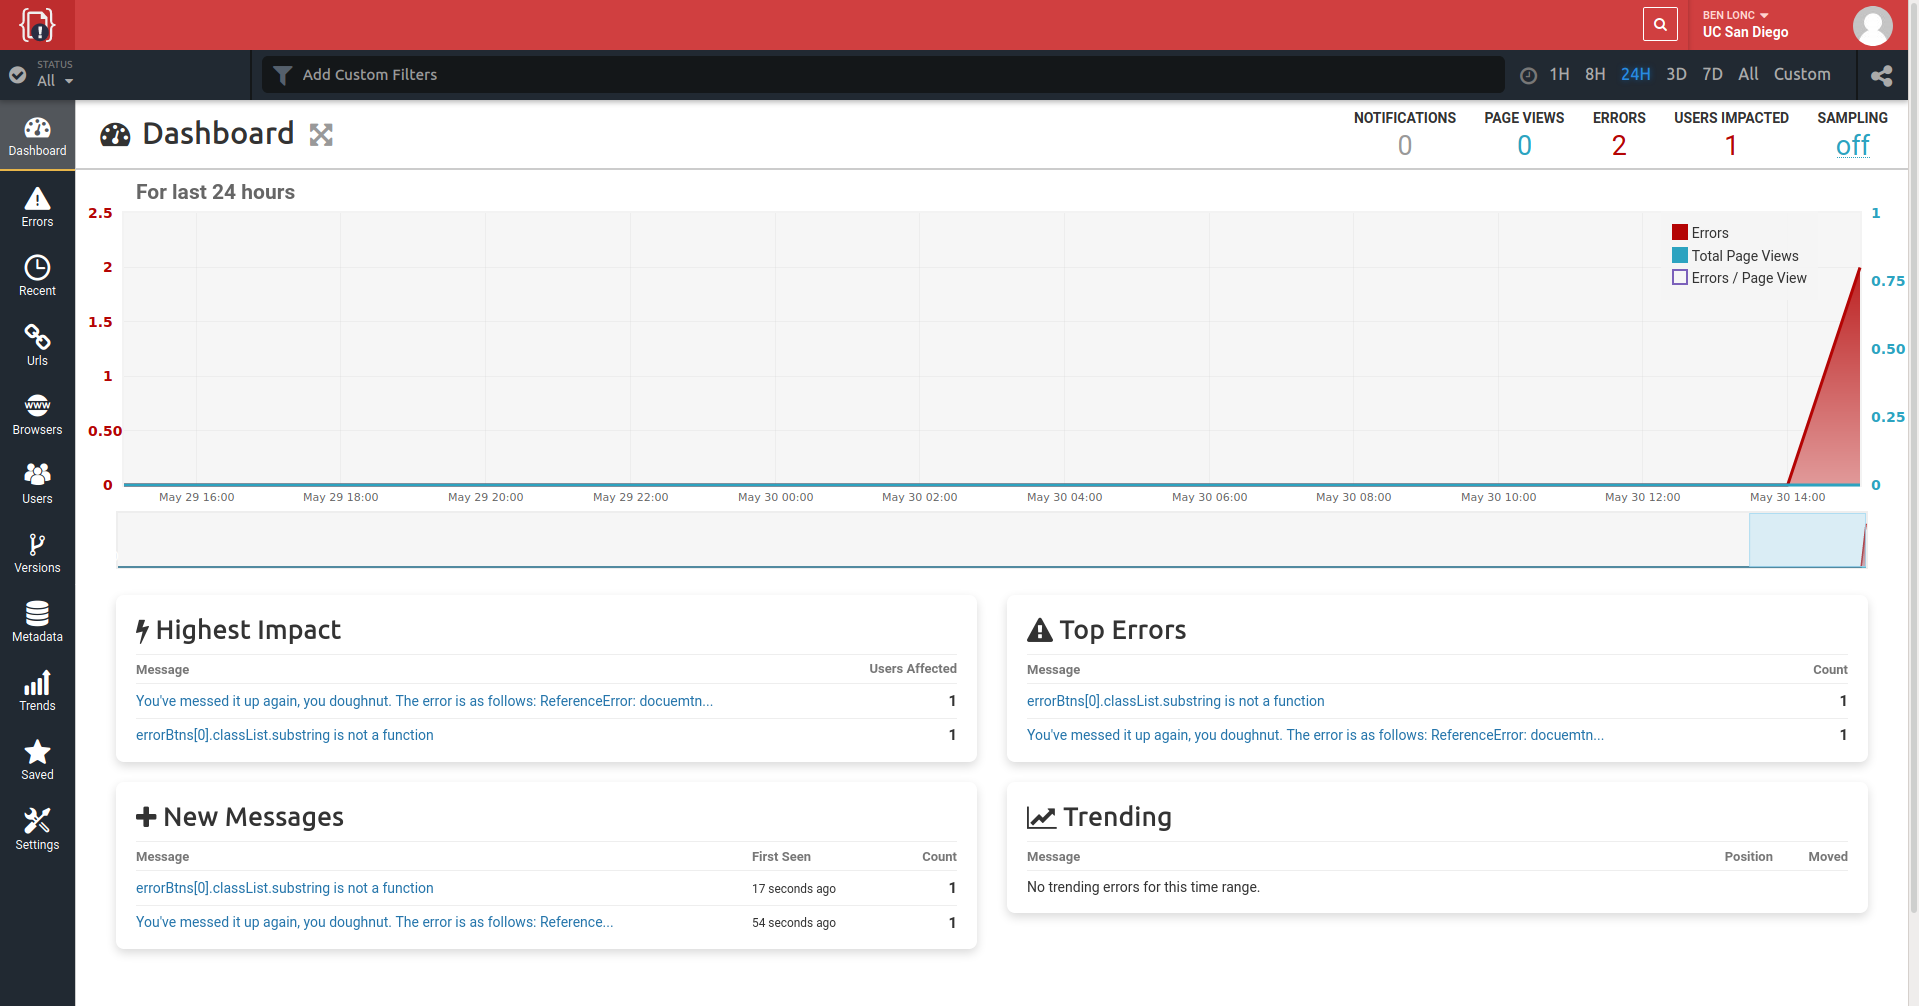 BEN LONC
UC San Diego
STATUS
All
Add Custom Filters
1H 8H 24H 3D 7D All Custom
Dashboard
Errors
Recent
Urls
www
Browsers
Users
Versions
Metadata
Trends
Saved
Settings
Dashboard
NOTIFICATIONS PAGE VIEWS ERRORS USERS IMPACTED SAMPLING
0 0 2 1 off
For last 24 hours
2.5
2
1.5
1
0.50
0
1
0.75
0.50
0.25
0
Errors
Total Page Views
Errors / Page View
May 29 16:00 May 29 18:00 May 29 20:00 May 29 22:00 May 30 00:00 May 30 02:00 May 30 04:00 May 30 06:00 May 30 08:00 May 30 10:00 May 30 12:00 May 30 14:00
Highest Impact
Message Users Affected
You've messed it up again, you doughnut. The error is as follows: ReferenceError: docuemtn... 1
errorBtns[0].classList.substring is not a function 1
Top Errors
Message Count
errorBtns[0].classList.substring is not a function 1
You've messed it up again, you doughnut. The error is as follows: ReferenceError: docuemtn... 1
New Messages
Message First Seen Count
errorBtns[0].classList.substring is not a function 17 seconds ago 1
You've messed it up again, you doughnut. The error is as follows: Reference... 54 seconds ago 1
Trending
Message Position Moved
No trending errors for this time range.